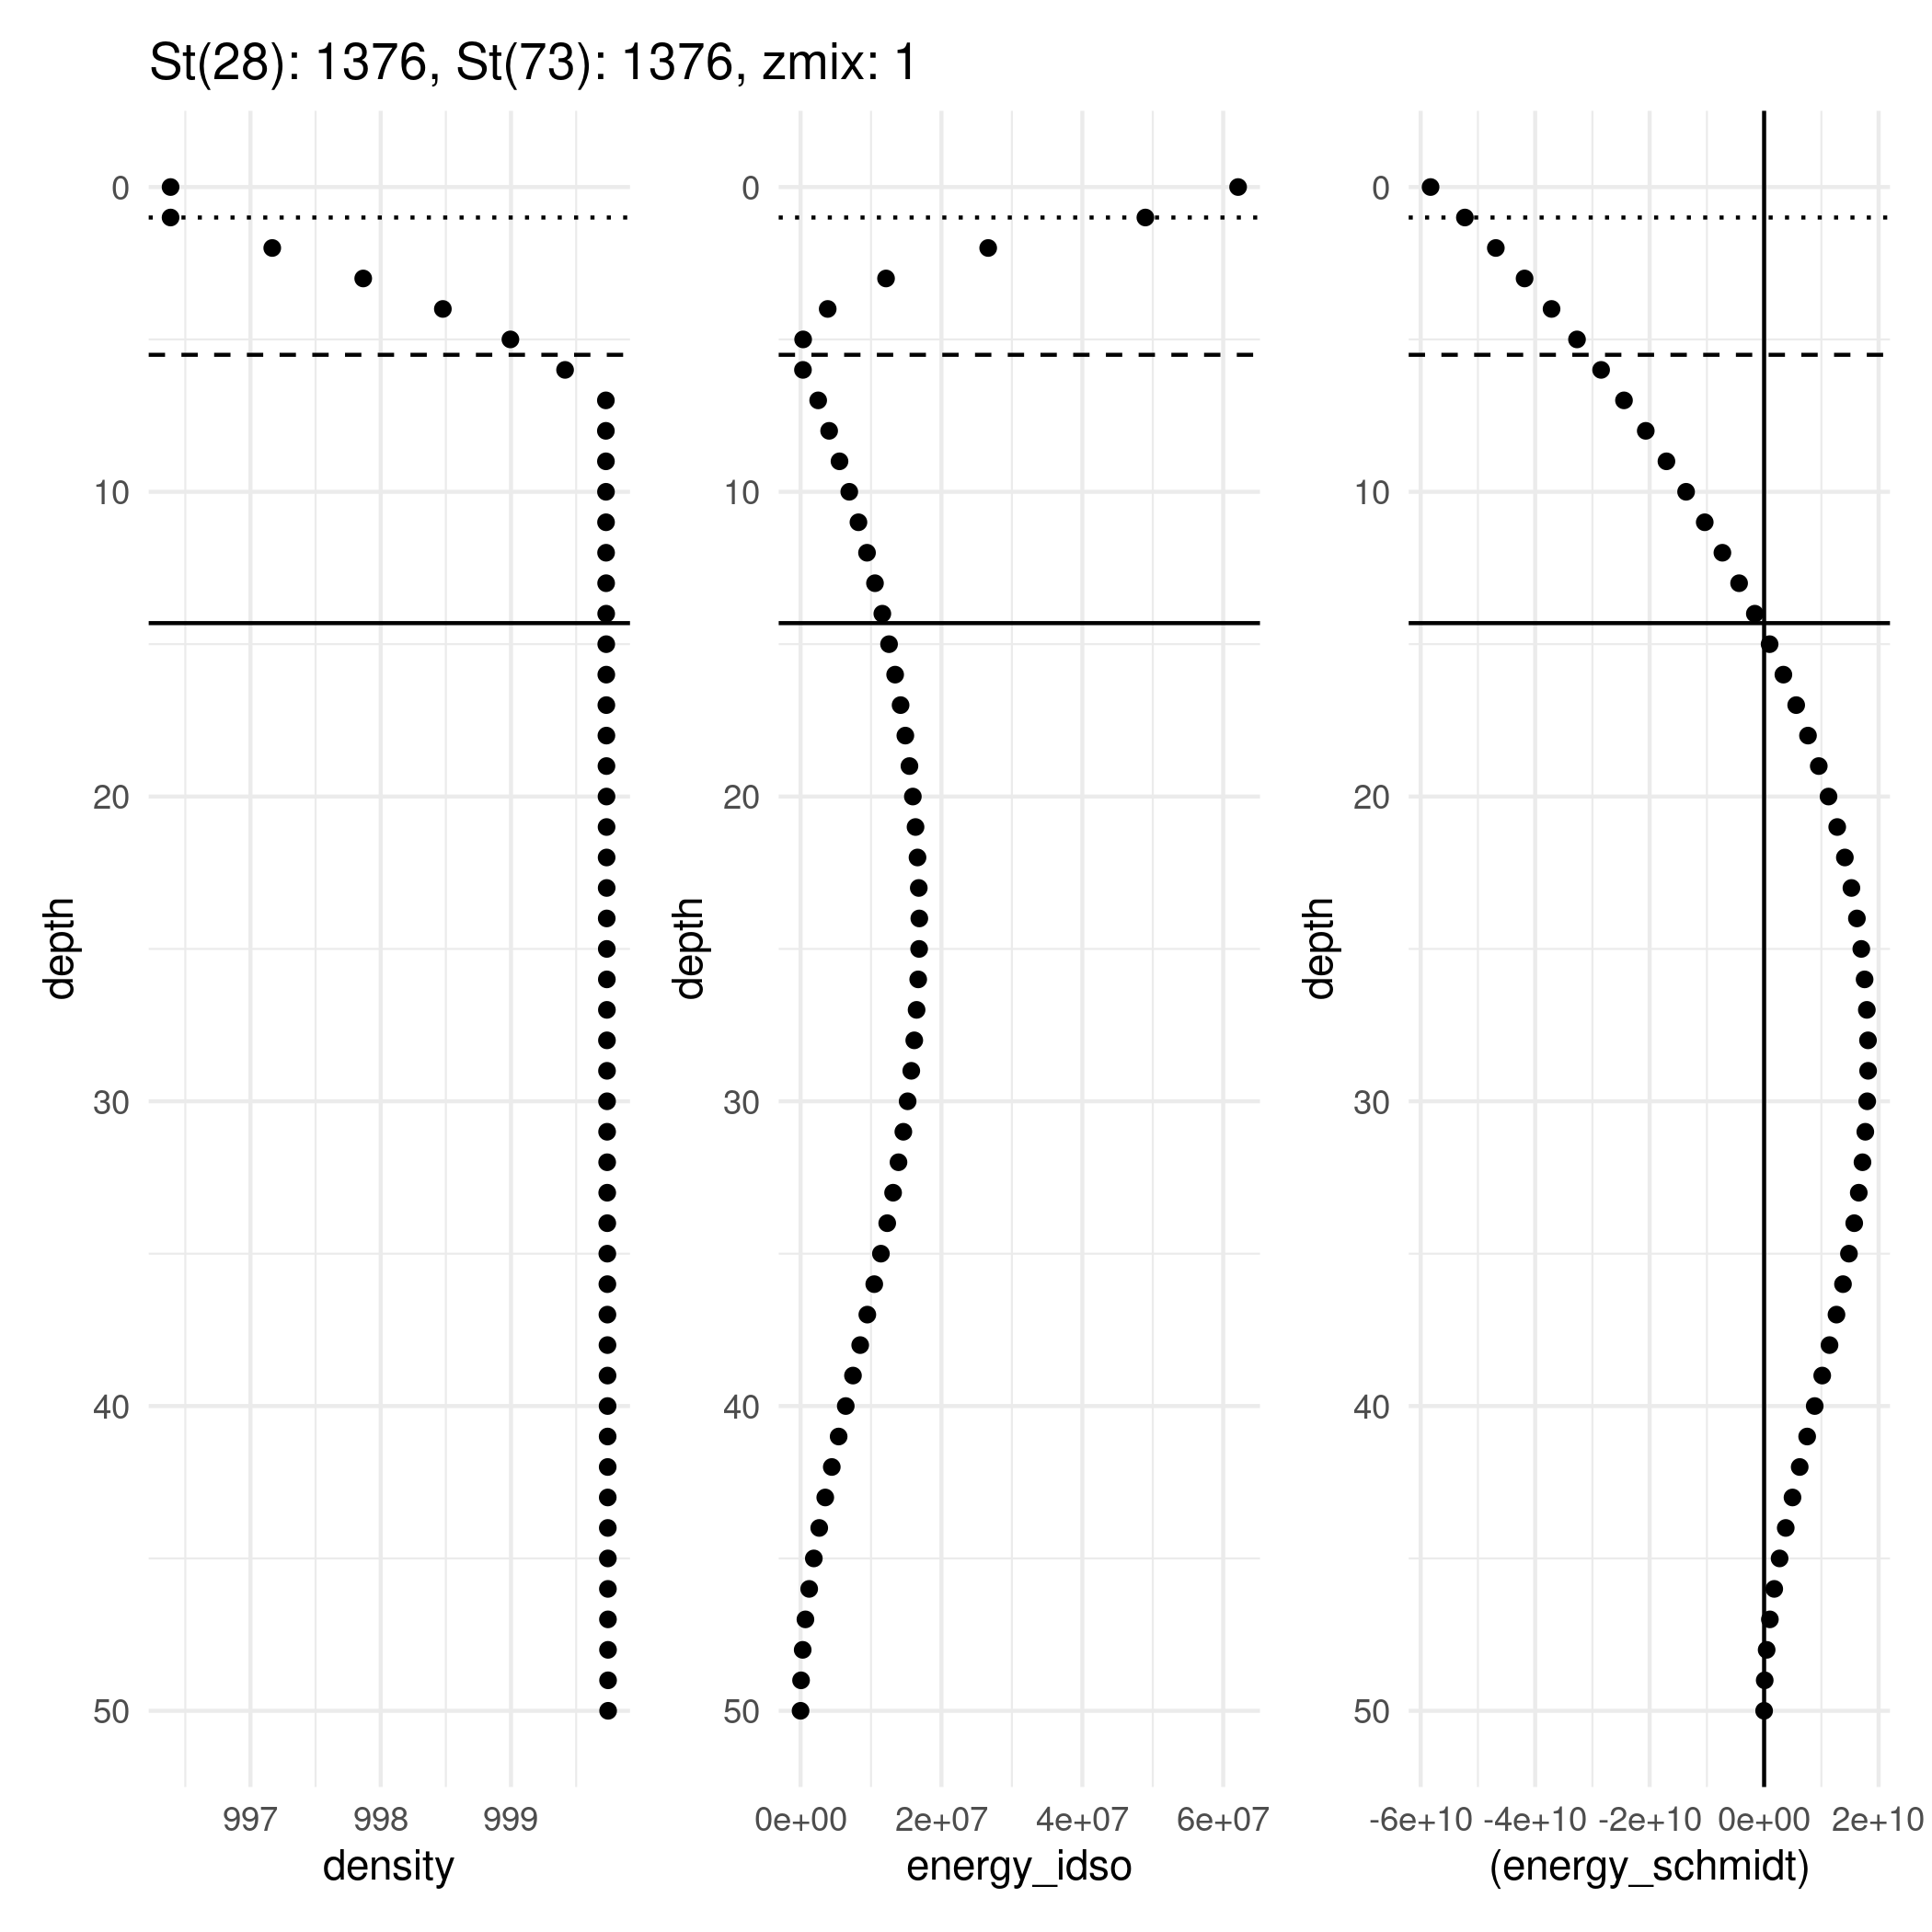 St(28): 1376, St(73): 1376, zmix: 1
0
10
20
30
40
50
depth
997 998 999
density
0
10
20
30
40
50
depth
0e+00 2e+07 4e+07 6e+07
energy_idso
0
10
20
30
40
50
depth
-6e+10 -4e+10 -2e+10 0e+00 2e+10
(energy_schmidt)